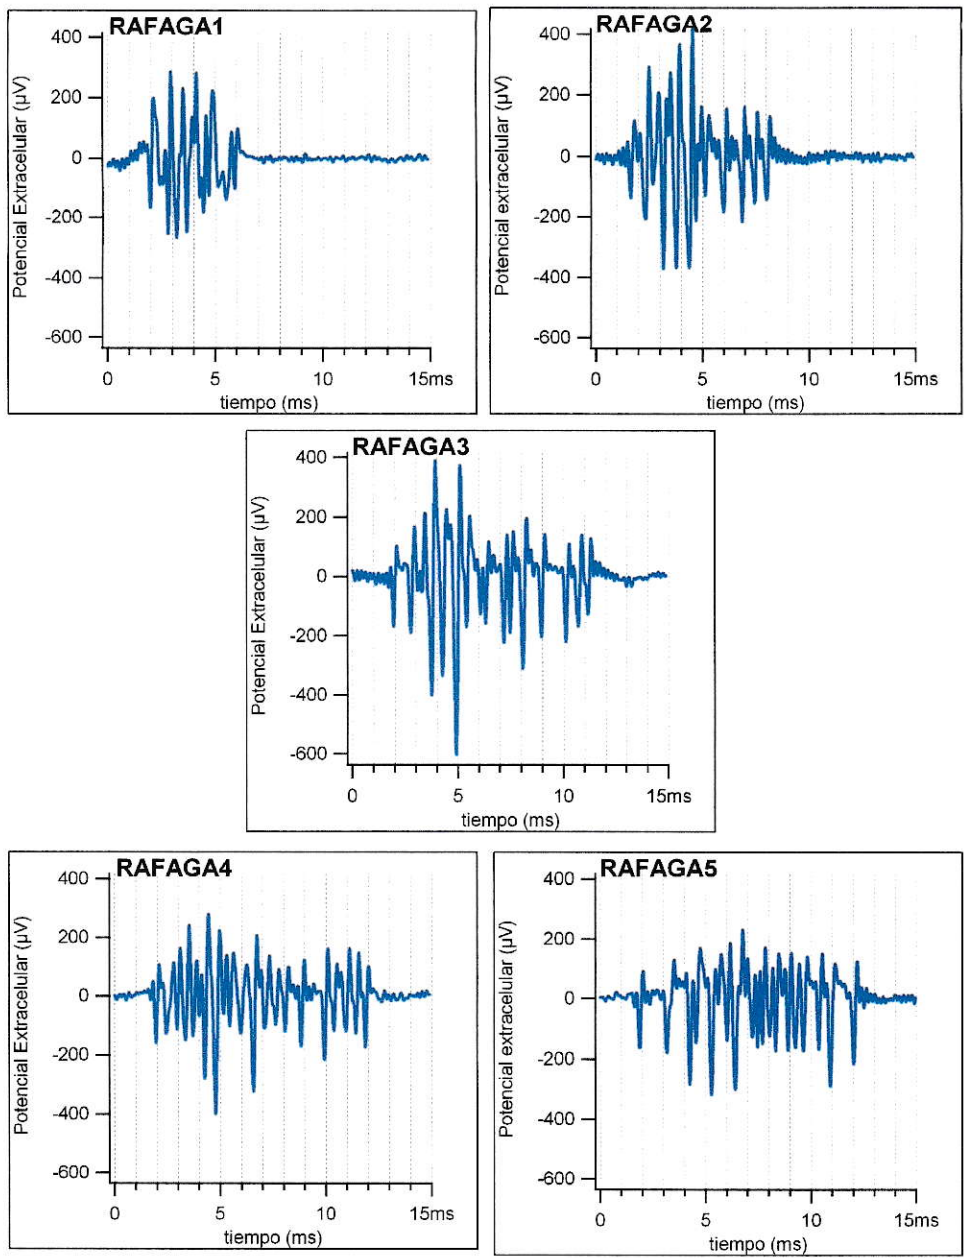 RAFAGA1
Potencial Extracelular (µV)
400
200
0
-200
-400
-600
0 5 10 15ms
tiempo (ms)
RAFAGA2
Potencial extracelular (µV)
400
200
0
-200
-400
-600
0 5 10 15ms
tiempo (ms)
RAFAGA3
Potencial Extracelular (µV)
400
200
0
-200
-400
-600
0 5 10 15ms
tiempo (ms)
RAFAGA4
Potencial Extracelular (µV)
400
200
0
-200
-400
-600
0 5 10 15ms
tiempo (ms)
RAFAGA5
Potencial extracelular (µV)
400
200
0
-200
-400
-600
0 5 10 15ms
tiempo (ms)